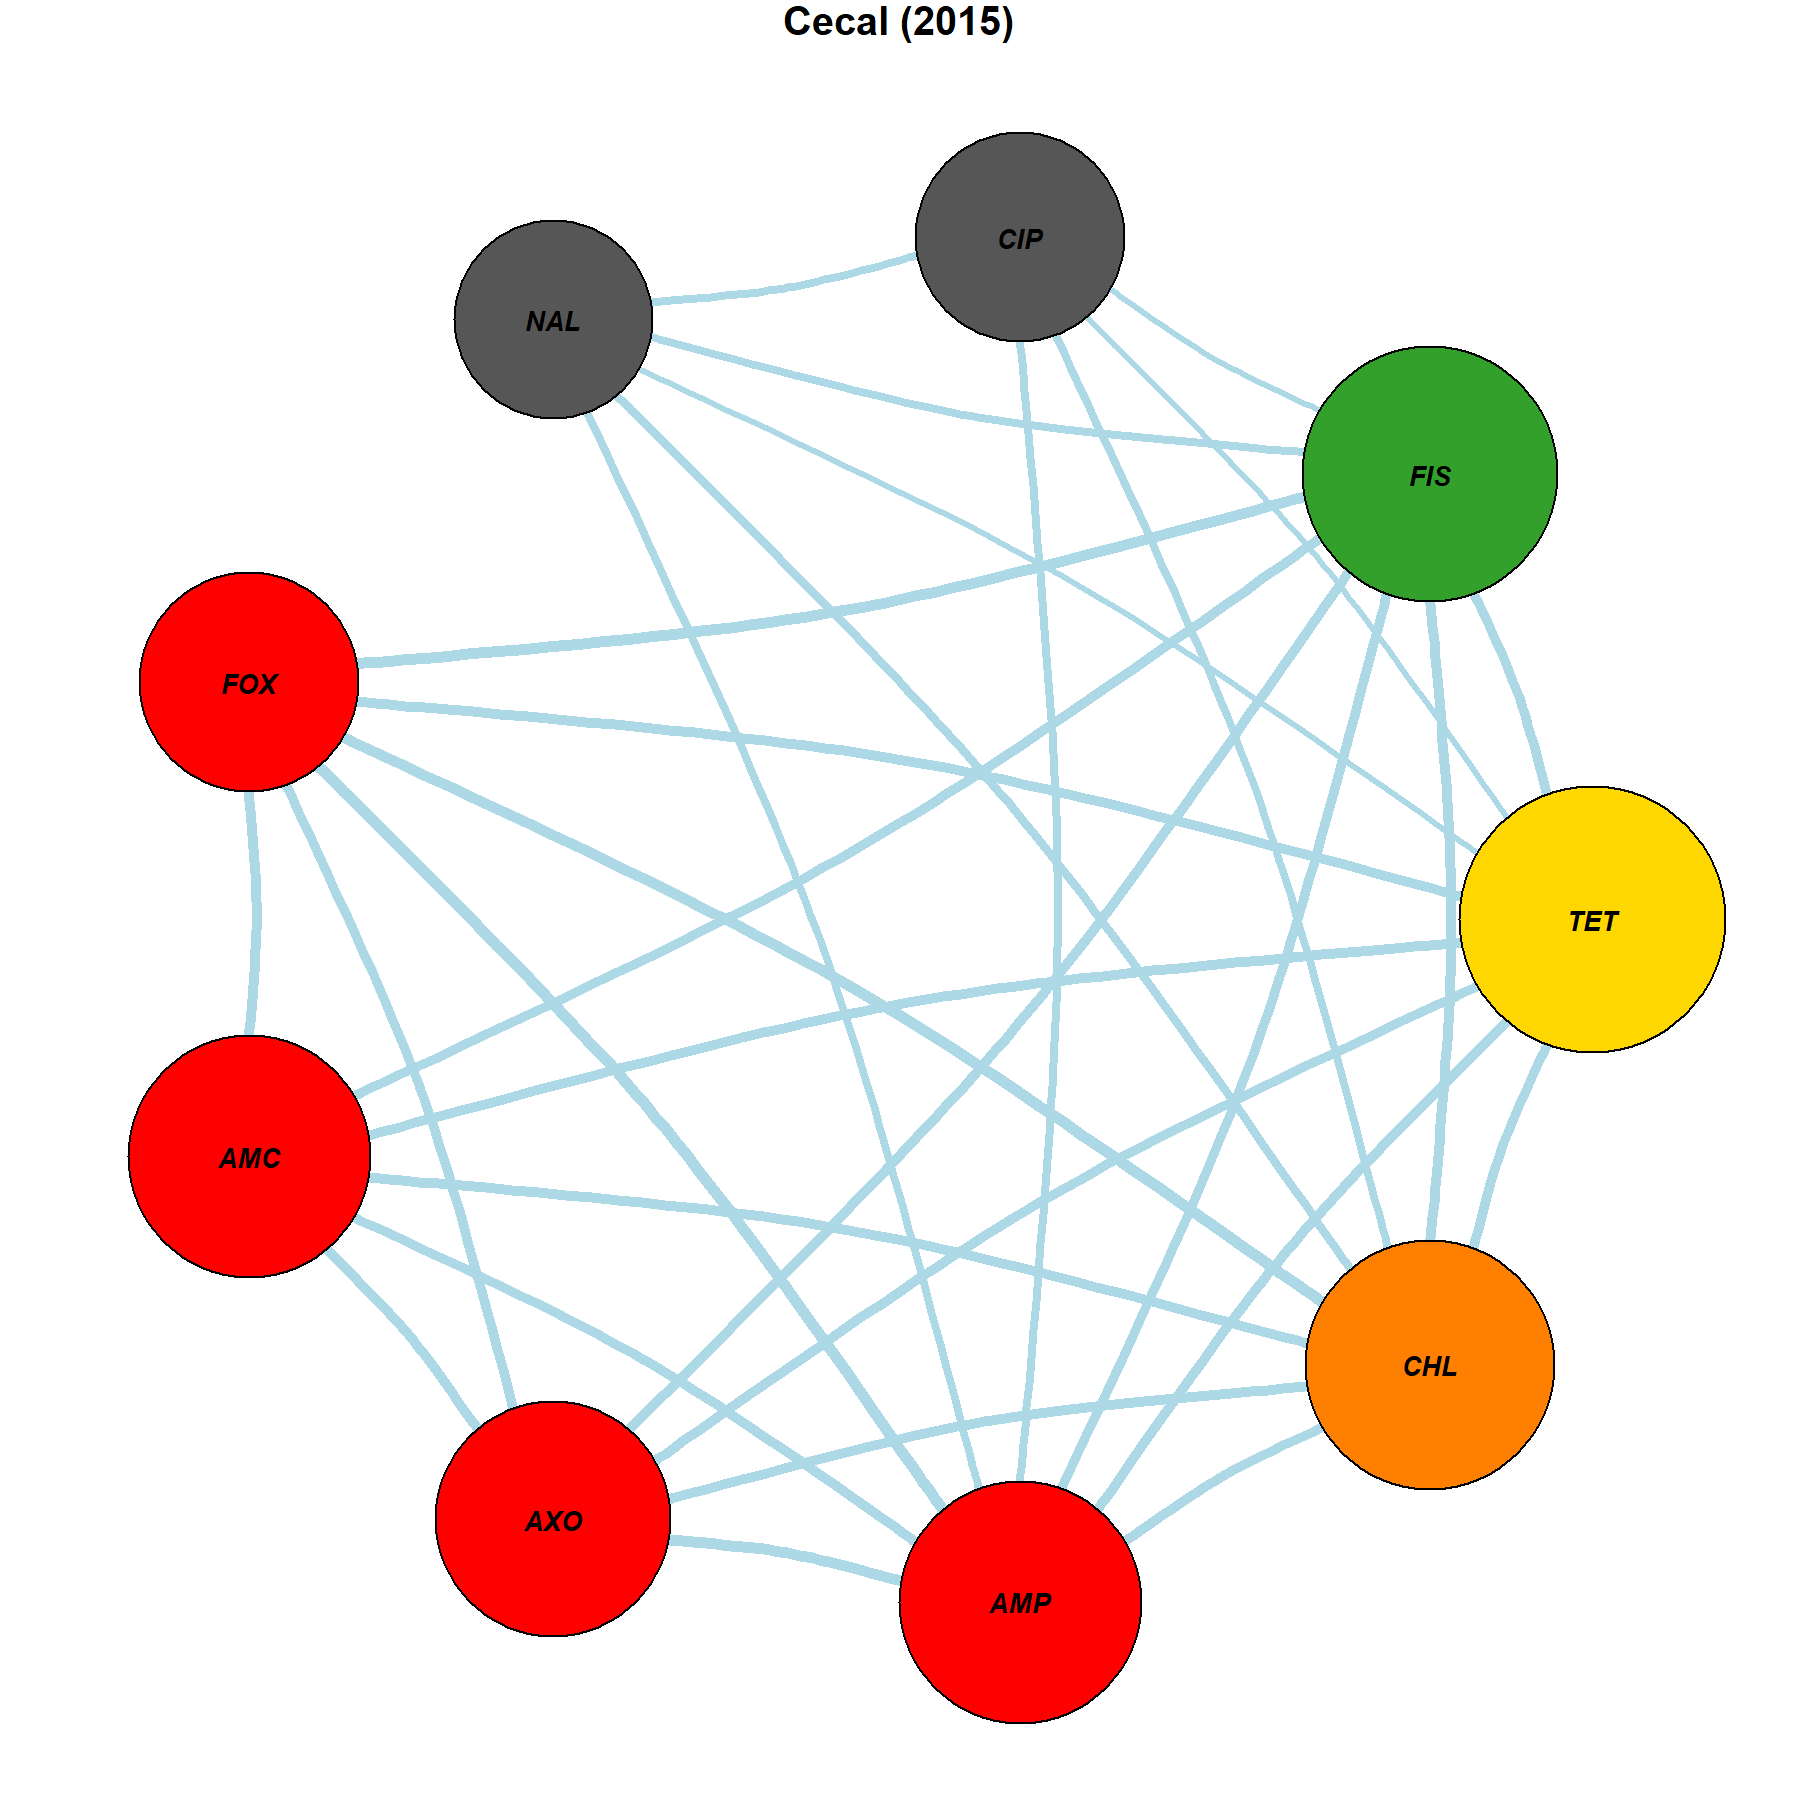 Cecal (2015)
CIP
NAL
FIS
FOX
TET
AMC
CHL
AXO
AMP